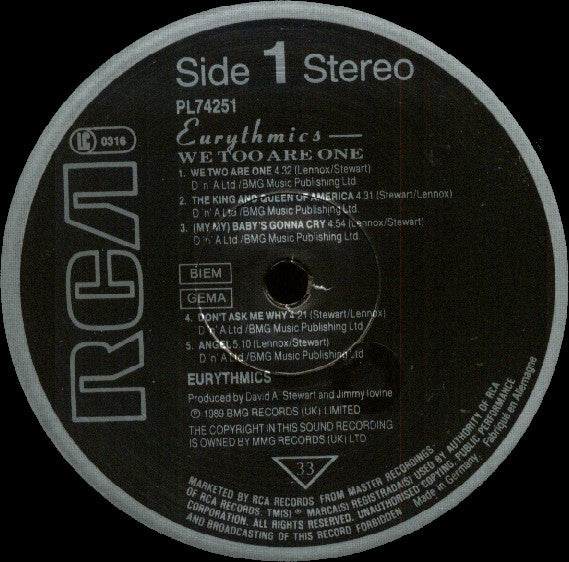 Side 1 Stereo
PL74251
LC 0316
RCA
Eurythmics
WE TOO ARE ONE
1. WE TWO ARE ONE 4.32 (Lennox/Stewart)
D 'n' A Ltd /BMG Music Publishing Ltd
2. THE KING AND QUEEN OF AMERICA 4.31 (Stewart/Lennox)
D 'n' A Ltd /BMG Music Publishing Ltd.
3. (MY MY) BABY'S GONNA CRY 4.54 (Lennox/Stewart)
D 'n' A Ltd /BMG Music Publishing Ltd.
BIEM
GEMA
4. DON'T ASK ME WHY 4.21 (Stewart/Lennox)
D 'n' A Ltd /BMG Music Publishing Ltd.
5. ANGEL 5.10 (Lennox/Stewart)
D 'n' A Ltd /BMG Music Publishing Ltd.
EURYTHMICS
Produced by David A. Stewart and Jimmy Iovine
℗ 1989 BMG RECORDS (UK) LIMITED
THE COPYRIGHT IN THIS SOUND RECORDING
IS OWNED BY MMG RECORDS (UK) LTD
33
MARKETED BY RCA RECORDS FROM MASTER RECORDINGS.
OF RCA RECORDS. TM(S) ® MARCA(S) REGISTRADA(S) USED BY AUTHORITY OF RCA
CORPORATION. ALL RIGHTS RESERVED. UNAUTHORISED COPYING, PUBLIC PERFORMANCE
AND BROADCASTING OF THIS RECORD FORBIDDEN
Made in Germany. Fabriqué en Allemagne